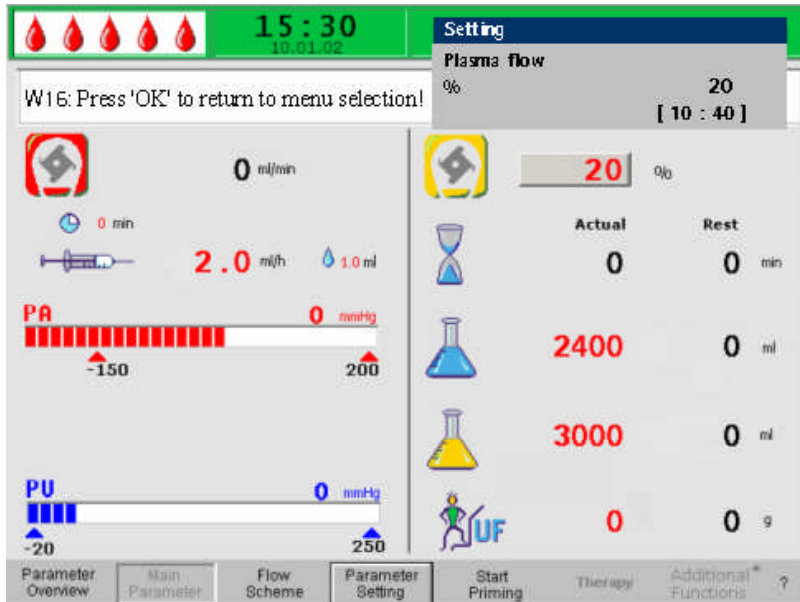 15:30
10.01.02
Setting
Plasma flow
% 20
[ 10 : 40 ]
W16: Press 'OK' to return to menu selection!
0 ml/min
0 min
2.0 ml/h 1.0 ml
PA 0 mmHg
-150 200
PU 0 mmHg
-20 250
20 %
Actual Rest
0 0 min
2400 0 ml
3000 0 ml
UF 0 0 g
Parameter Overview
Main Parameter
Flow Scheme
Parameter Setting
Start Priming
Therapy
Additional Functions *
?